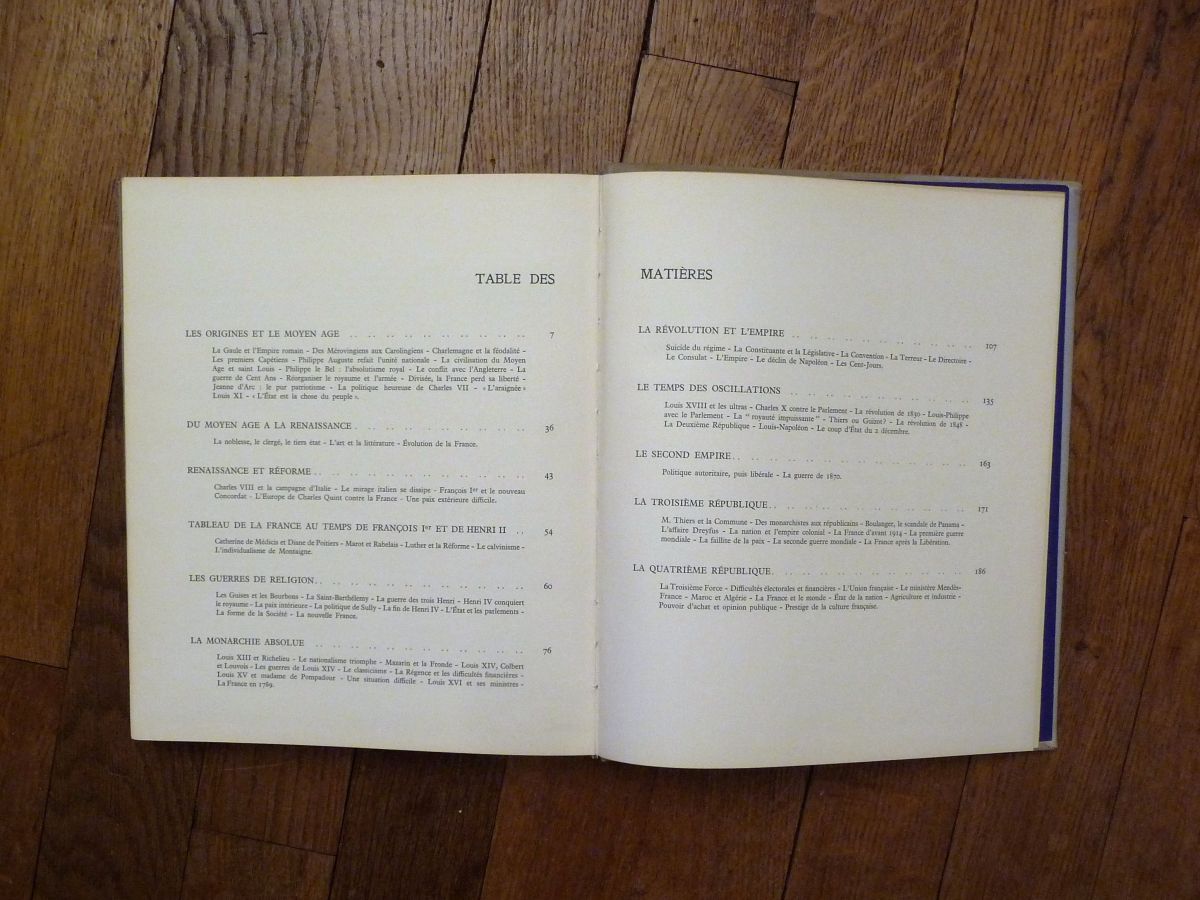 TABLE DES
LES ORIGINES ET LE MOYEN AGE .. .. .. .. .. .. .. .. .. .. 7
La Gaule et l'Empire romain - Des Mérovingiens aux Carolingiens - Charlemagne et la féodalité -
Les premiers Capétiens - Philippe Auguste refait l'unité nationale - La civilisation du Moyen
Age et saint Louis - Philippe le Bel : l'absolutisme royal - Le conflit avec l'Angleterre - La
guerre de Cent Ans - Réorganiser le royaume et l'armée - Divisée, la France perd sa liberté -
Jeanne d'Arc : le pur patriotisme - La politique heureuse de Charles VII - « L'araignée »
Louis XI - « L'État est la chose du peuple ».
DU MOYEN AGE A LA RENAISSANCE . .. .. .. .. .. .. .. .. .. 36
La noblesse, le clergé, le tiers état - L'art et la littérature - Évolution de la France.
RENAISSANCE ET RÉFORME .. .. .. .. .. .. .. .. .. .. .. .. 43
Charles VIII et la campagne d'Italie - Le mirage italien se dissipe - François Ier et le nouveau
Concordat - L'Europe de Charles Quint contre la France - Une paix extérieure difficile.
TABLEAU DE LA FRANCE AU TEMPS DE FRANÇOIS Ier ET DE HENRI II .. 54
Catherine de Médicis et Diane de Poitiers - Marot et Rabelais - Luther et la Réforme - Le calvinisme -
L'individualisme de Montaigne.
LES GUERRES DE RELIGION. .. .. .. .. .. .. .. .. .. .. .. .. 60
Les Guises et les Bourbons - La Saint-Barthélemy - La guerre des trois Henri - Henri IV conquiert
le royaume - La paix intérieure - La politique de Sully - La fin de Henri IV - L'État et les parlements -
La forme de la Société - La nouvelle France.
LA MONARCHIE ABSOLUE .. .. .. .. .. .. .. .. .. .. .. .. 76
Louis XIII et Richelieu - Le nationalisme triomphe - Mazarin et la Fronde - Louis XIV, Colbert
et Louvois - Les guerres de Louis XIV - Le classicisme - La Régence et les difficultés financières -
Louis XV et madame de Pompadour - Une situation difficile - Louis XVI et ses ministres -
La France en 1789.
MATIÈRES
LA RÉVOLUTION ET L'EMPIRE .. .. .. .. .. .. .. .. .. .. 107
Suicide du régime - La Constituante et la Législative - La Convention - La Terreur - Le Directoire -
Le Consulat - L'Empire - Le déclin de Napoléon - Les Cent-Jours.
LE TEMPS DES OSCILLATIONS .. .. .. .. .. .. .. .. .. .. 135
Louis XVIII et les ultras - Charles X contre le Parlement - La révolution de 1830 - Louis-Philippe
avec le Parlement - La " royauté impuissante " - Thiers ou Guizot? - La révolution de 1848 -
La Deuxième République - Louis-Napoléon - Le coup d'État du 2 décembre.
LE SECOND EMPIRE. .. .. .. .. .. .. .. .. .. .. .. .. .. 163
Politique autoritaire, puis libérale - La guerre de 1870.
LA TROISIÈME RÉPUBLIQUE. .. .. .. .. .. .. .. .. .. .. .. 171
M. Thiers et la Commune - Des monarchistes aux républicains - Boulanger, le scandale de Panama -
L'affaire Dreyfus - La nation et l'empire colonial - La France d'avant 1914 - La première guerre
mondiale - La faillite de la paix - La seconde guerre mondiale - La France après la Libération.
LA QUATRIÈME RÉPUBLIQUE. .. .. .. .. .. .. .. .. .. .. .. 186
La Troisième Force - Difficultés électorales et financières - L'Union française - Le ministère Mendès-
France - Maroc et Algérie - La France et le monde - État de la nation - Agriculture et industrie -
Pouvoir d'achat et opinion publique - Prestige de la culture française.